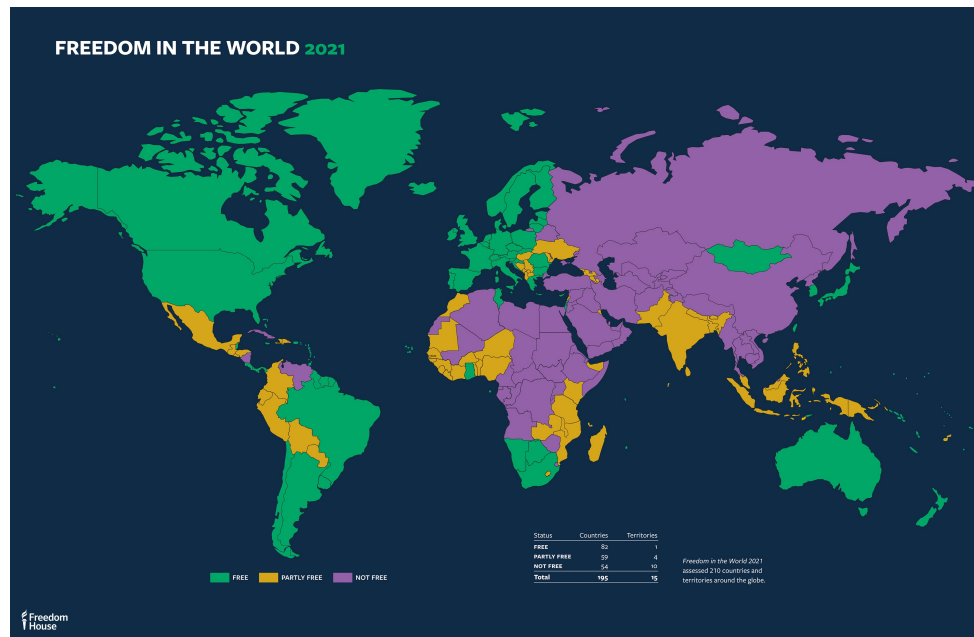 FREEDOM IN THE WORLD 2021
Status Countries Territories
FREE 82 1
PARTLY FREE 59 4
NOT FREE 54 10
Total 195 15
Freedom in the World 2021
assessed 210 countries and
territories around the globe.
FREE PARTLY FREE NOT FREE
Freedom
House